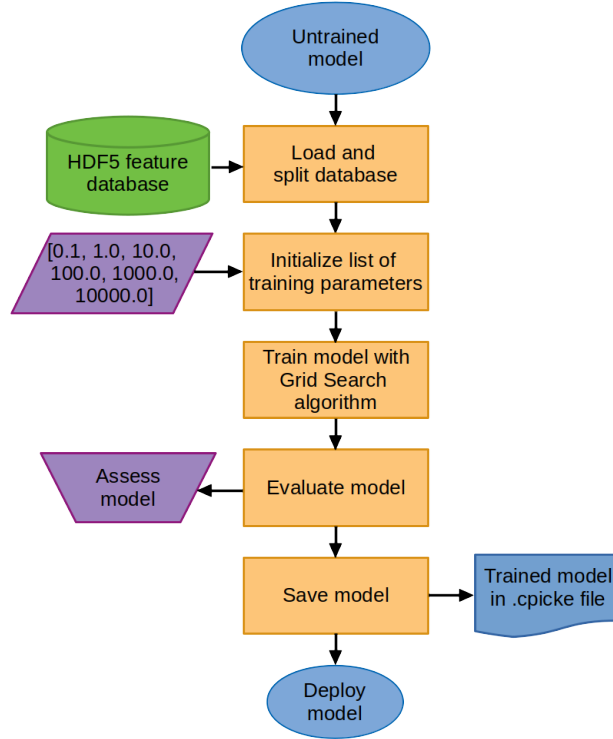 Untrained
model
HDF5 feature
database
Load and
split database
[0.1, 1.0, 10.0,
100.0, 1000.0,
10000.0]
Initialize list of
training parameters
Train model with
Grid Search
algorithm
Assess
model
Evaluate model
Save model
Trained model
in .cpicke file
Deploy
model